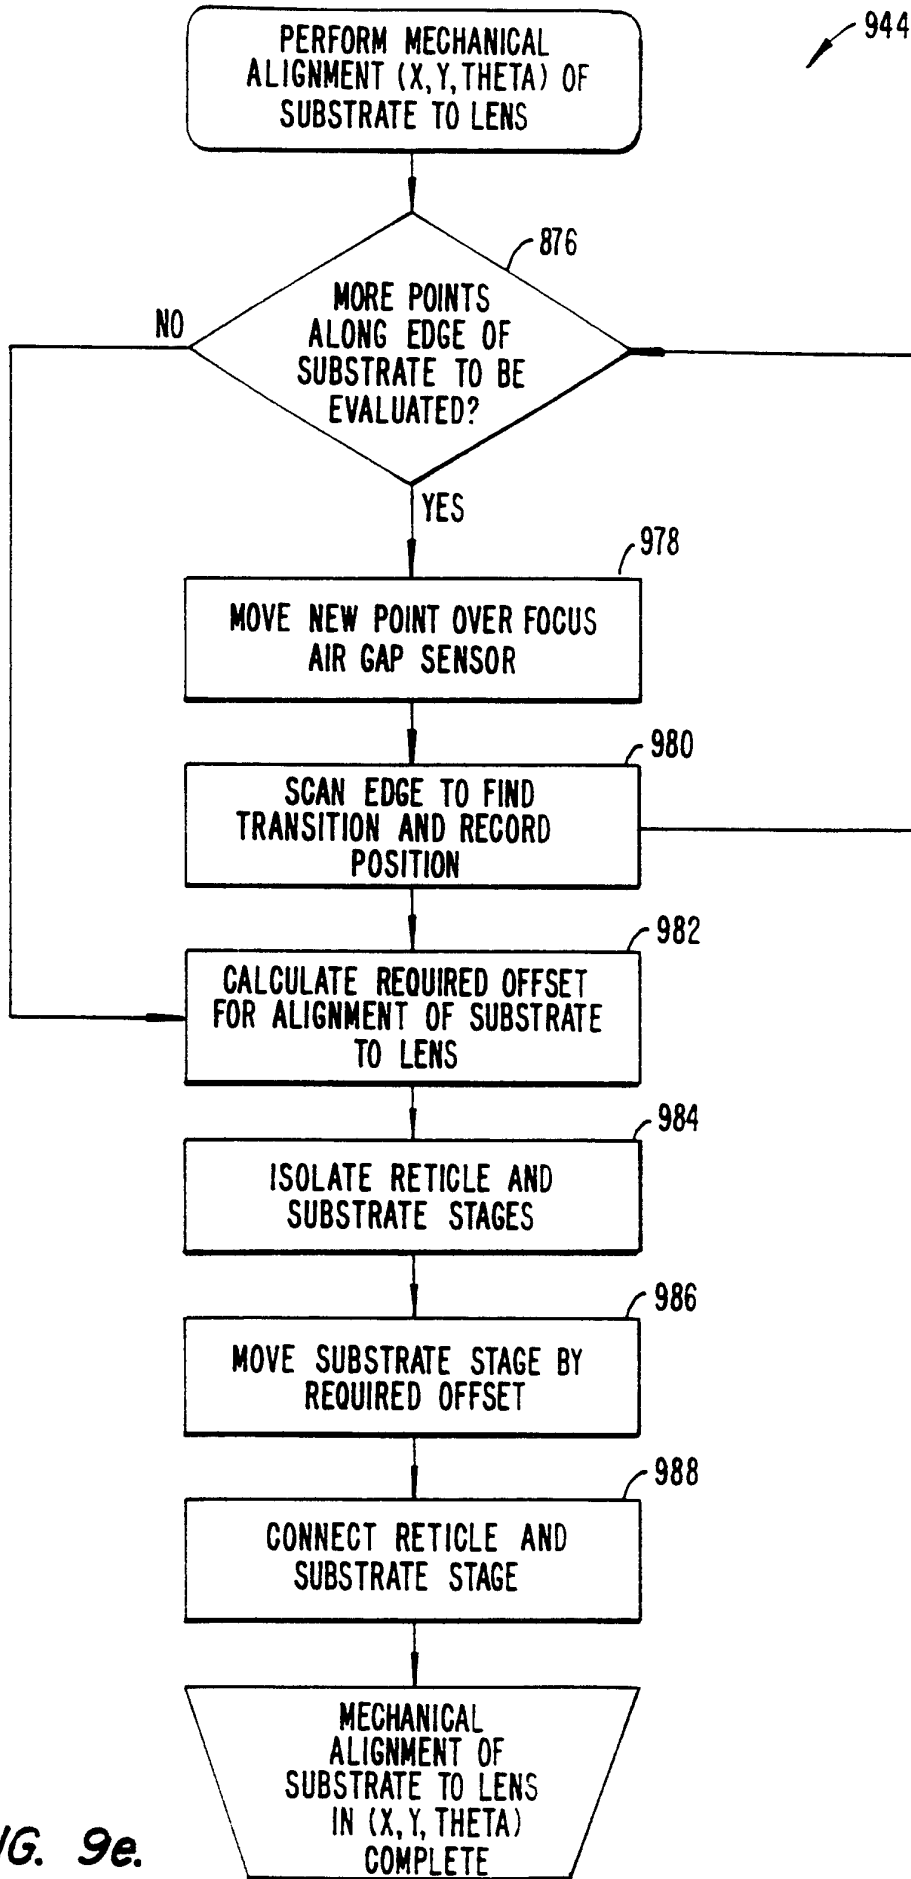 944
PERFORM MECHANICAL
ALIGNMENT (X,Y,THETA) OF
SUBSTRATE TO LENS
876
MORE POINTS
ALONG EDGE OF
SUBSTRATE TO BE
EVALUATED?
NO
YES
978
MOVE NEW POINT OVER FOCUS
AIR GAP SENSOR
980
SCAN EDGE TO FIND
TRANSITION AND RECORD
POSITION
982
CALCULATE REQUIRED OFFSET
FOR ALIGNMENT OF SUBSTRATE
TO LENS
984
ISOLATE RETICLE AND
SUBSTRATE STAGES
986
MOVE SUBSTRATE STAGE BY
REQUIRED OFFSET
988
CONNECT RETICLE AND
SUBSTRATE STAGE
MECHANICAL
ALIGNMENT OF
SUBSTRATE TO LENS
IN (X,Y,THETA)
COMPLETE
IG. 9e.